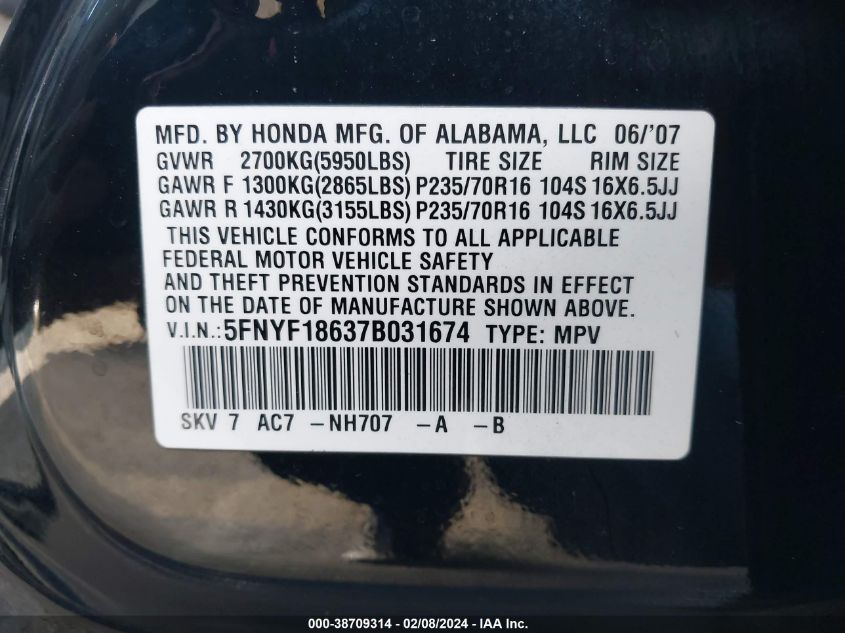 MFD. BY HONDA MFG. OF ALABAMA, LLC 06/'07
GVWR 2700KG(5950LBS) TIRE SIZE RIM SIZE
GAWR F 1300KG(2865LBS) P235/70R16 104S 16X6.5JJ
GAWR R 1430KG(3155LBS) P235/70R16 104S 16X6.5JJ
THIS VEHICLE CONFORMS TO ALL APPLICABLE
FEDERAL MOTOR VEHICLE SAFETY
AND THEFT PREVENTION STANDARDS IN EFFECT
ON THE DATE OF MANUFACTURE SHOWN ABOVE.
V.I.N.:5FNYF18637B031674 TYPE: MPV
SKV 7 AC7 -NH707 -A -B
000-38709314 - 02/08/2024 - IAA Inc.